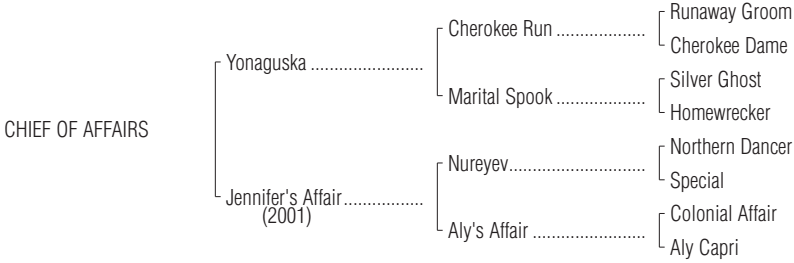 Runaway Groom
Cherokee Run ....................
Cherokee Dame
Yonaguska .........................
Silver Ghost
Marital Spook ....................
Homewrecker
CHIEF OF AFFAIRS
Northern Dancer
Nureyev..............................
Special
Jennifer's Affair..................
(2001)
Colonial Affair
Aly's Affair .........................
Aly Capri